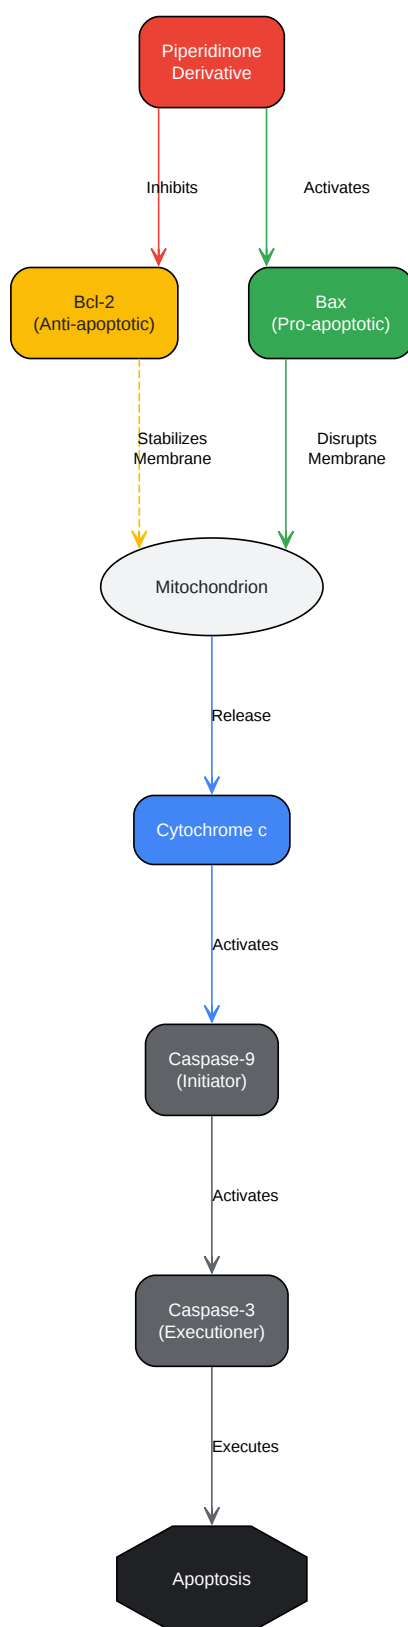 Piperidinone
Derivative
Inhibits
Activates
Bcl-2
(Anti-apoptotic)
Bax
(Pro-apoptotic)
Stabilizes
Membrane
Disrupts
Membrane
Mitochondrion
Release
Cytochrome c
Activates
Caspase-9
(Initiator)
Activates
Caspase-3
(Executioner)
Executes
Apoptosis